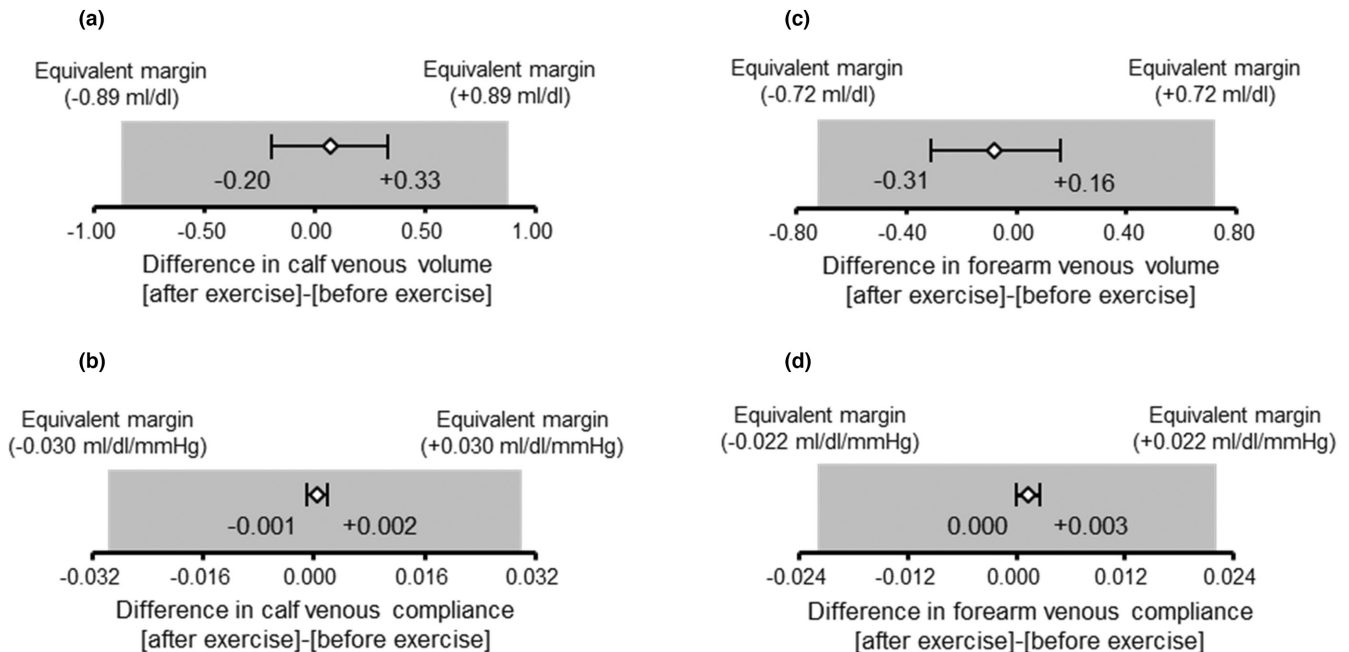 (a)
Equivalent margin
(-0.89 ml/dl)
Equivalent margin
(+0.89 ml/dl)
-0.20
+0.33
-1.00
-0.50
0.00
0.50
1.00
Difference in calf venous volume
[after exercise]-[before exercise]
(c)
Equivalent margin
(-0.72 ml/dl)
Equivalent margin
(+0.72 ml/dl)
-0.31
+0.16
-0.80
-0.40
0.00
0.40
0.80
Difference in forearm venous volume
[after exercise]-[before exercise]
(b)
Equivalent margin
(-0.030 ml/dl/mmHg)
Equivalent margin
(+0.030 ml/dl/mmHg)
-0.001
+0.002
-0.032
-0.016
0.000
0.016
0.032
Difference in calf venous compliance
[after exercise]-[before exercise]
(d)
Equivalent margin
(-0.022 ml/dl/mmHg)
Equivalent margin
(+0.022 ml/dl/mmHg)
0.000
+0.003
-0.024
-0.012
0.000
0.012
0.024
Difference in forearm venous compliance
[after exercise]-[before exercise]